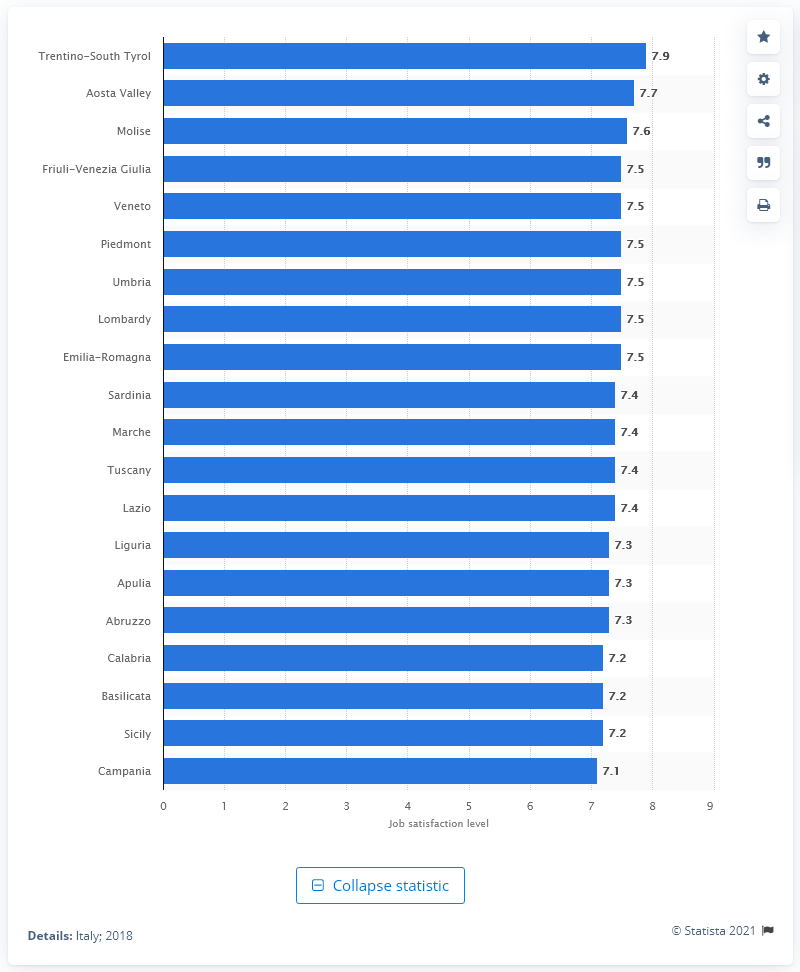 Trentino-South Tyrol 7.9
Aosta Valley 7.7
Molise 7.6
Friuli-Venezia Giulia 7.5
Veneto 7.5
Piedmont 7.5
Umbria 7.5
Lombardy 7.5
Emilia-Romagna 7.5
Sardinia 7.4
Marche 7.4
Tuscany 7.4
Lazio 7.4
Liguria 7.3
Apulia 7.3
Abruzzo 7.3
Calabria 7.2
Basilicata 7.2
Sicily 7.2
Campania 7.1
0 1 2 3 4 5 6 7 8 9
Job satisfaction level
Collapse statistic
Details: Italy; 2018
© Statista 2021